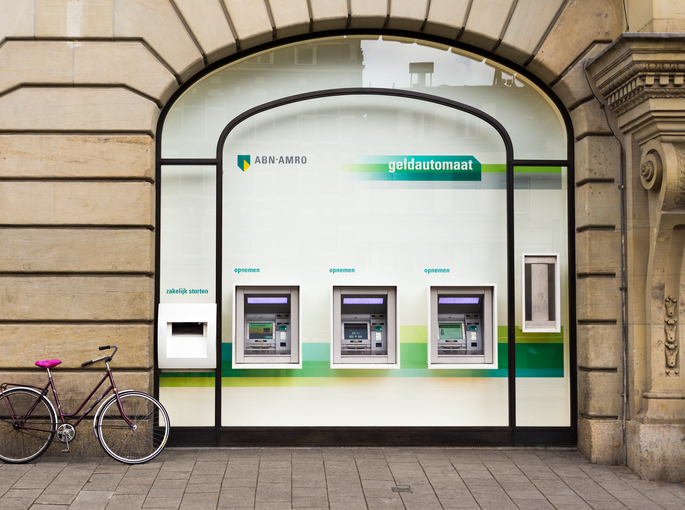 ABN·AMRO
geldautomaat
opnemen
opnemen
opnemen
zakelijk storten